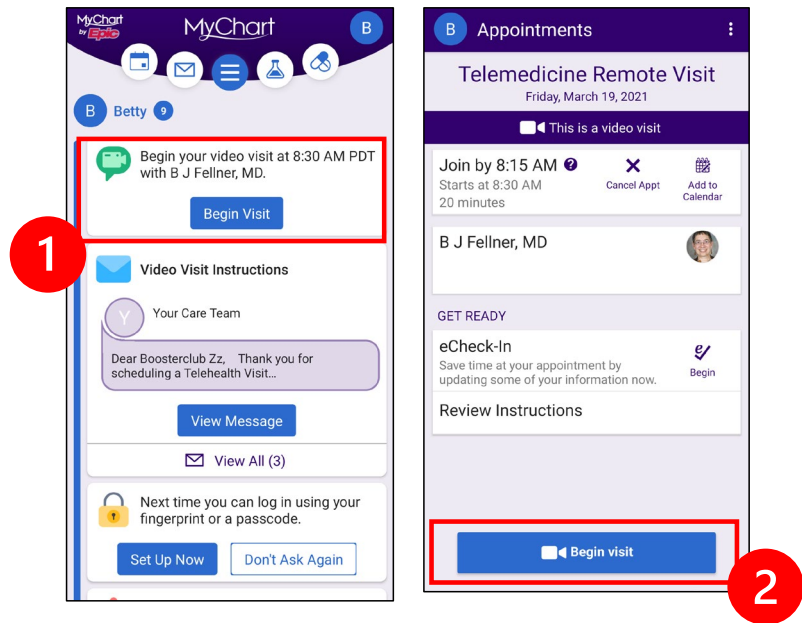 MyChart
by Epic
MyChart
B
B
Betty 9
Begin your video visit at 8:30 AM PDT
with B J Fellner, MD.
Begin Visit
1
Video Visit Instructions
Y
Your Care Team
Dear Boosterclub Zz, Thank you for
scheduling a Telehealth Visit...
View Message
View All (3)
Next time you can log in using your
fingerprint or a passcode.
Set Up Now
Don't Ask Again
B
Appointments
Telemedicine Remote Visit
Friday, March 19, 2021
This is a video visit
Join by 8:15 AM ?
Starts at 8:30 AM
20 minutes
Cancel Appt
Add to
Calendar
B J Fellner, MD
GET READY
eCheck-In
Save time at your appointment by
updating some of your information now.
e
Begin
Review Instructions
Begin visit
2